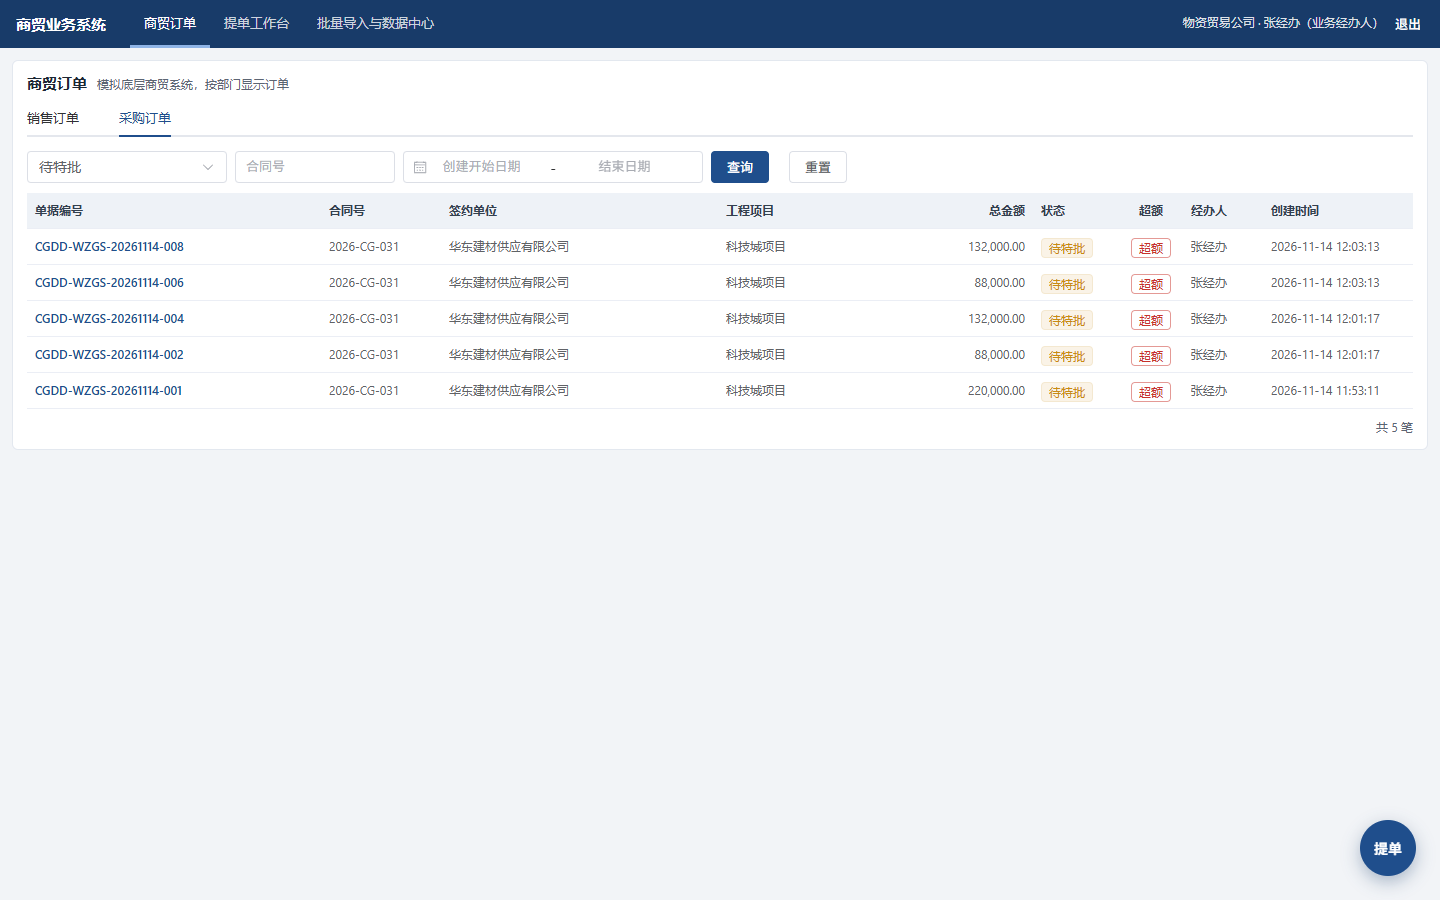 商贸业务系统 商贸订单 提单工作台 批量导入与数据中心 物资贸易公司 · 张经办（业务经办人） 退出
商贸订单 模拟底层商贸系统，按部门显示订单
销售订单 采购订单
待特批 合同号 创建开始日期 - 结束日期 查询 重置
单据编号 合同号 签约单位 工程项目 总金额 状态 超额 经办人 创建时间
CGDD-WZGS-20261114-008 2026-CG-031 华东建材供应有限公司 科技城项目 132,000.00 待特批 超额 张经办 2026-11-14 12:03:13
CGDD-WZGS-20261114-006 2026-CG-031 华东建材供应有限公司 科技城项目 88,000.00 待特批 超额 张经办 2026-11-14 12:03:13
CGDD-WZGS-20261114-004 2026-CG-031 华东建材供应有限公司 科技城项目 132,000.00 待特批 超额 张经办 2026-11-14 12:01:17
CGDD-WZGS-20261114-002 2026-CG-031 华东建材供应有限公司 科技城项目 88,000.00 待特批 超额 张经办 2026-11-14 12:01:17
CGDD-WZGS-20261114-001 2026-CG-031 华东建材供应有限公司 科技城项目 220,000.00 待特批 超额 张经办 2026-11-14 11:53:11
共 5 笔
提单